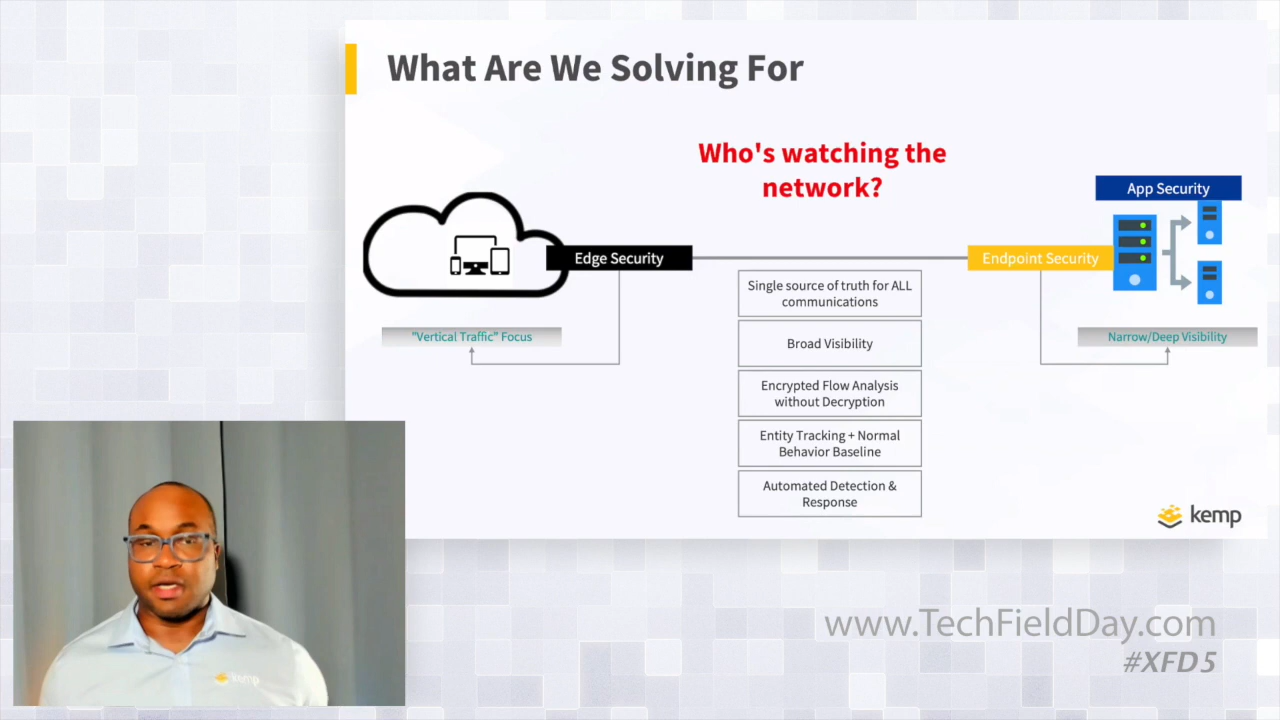 What Are We Solving For
Who's watching the
network?
App Security
Edge Security
Endpoint Security
Single source of truth for ALL
communications
"Vertical Traffic" Focus
Broad Visibility
Narrow/Deep Visibility
Encrypted Flow Analysis
without Decryption
Entity Tracking + Normal
Behavior Baseline
Automated Detection &
Response
kemp
kemp
www.TechFieldDay.com
#XFD5